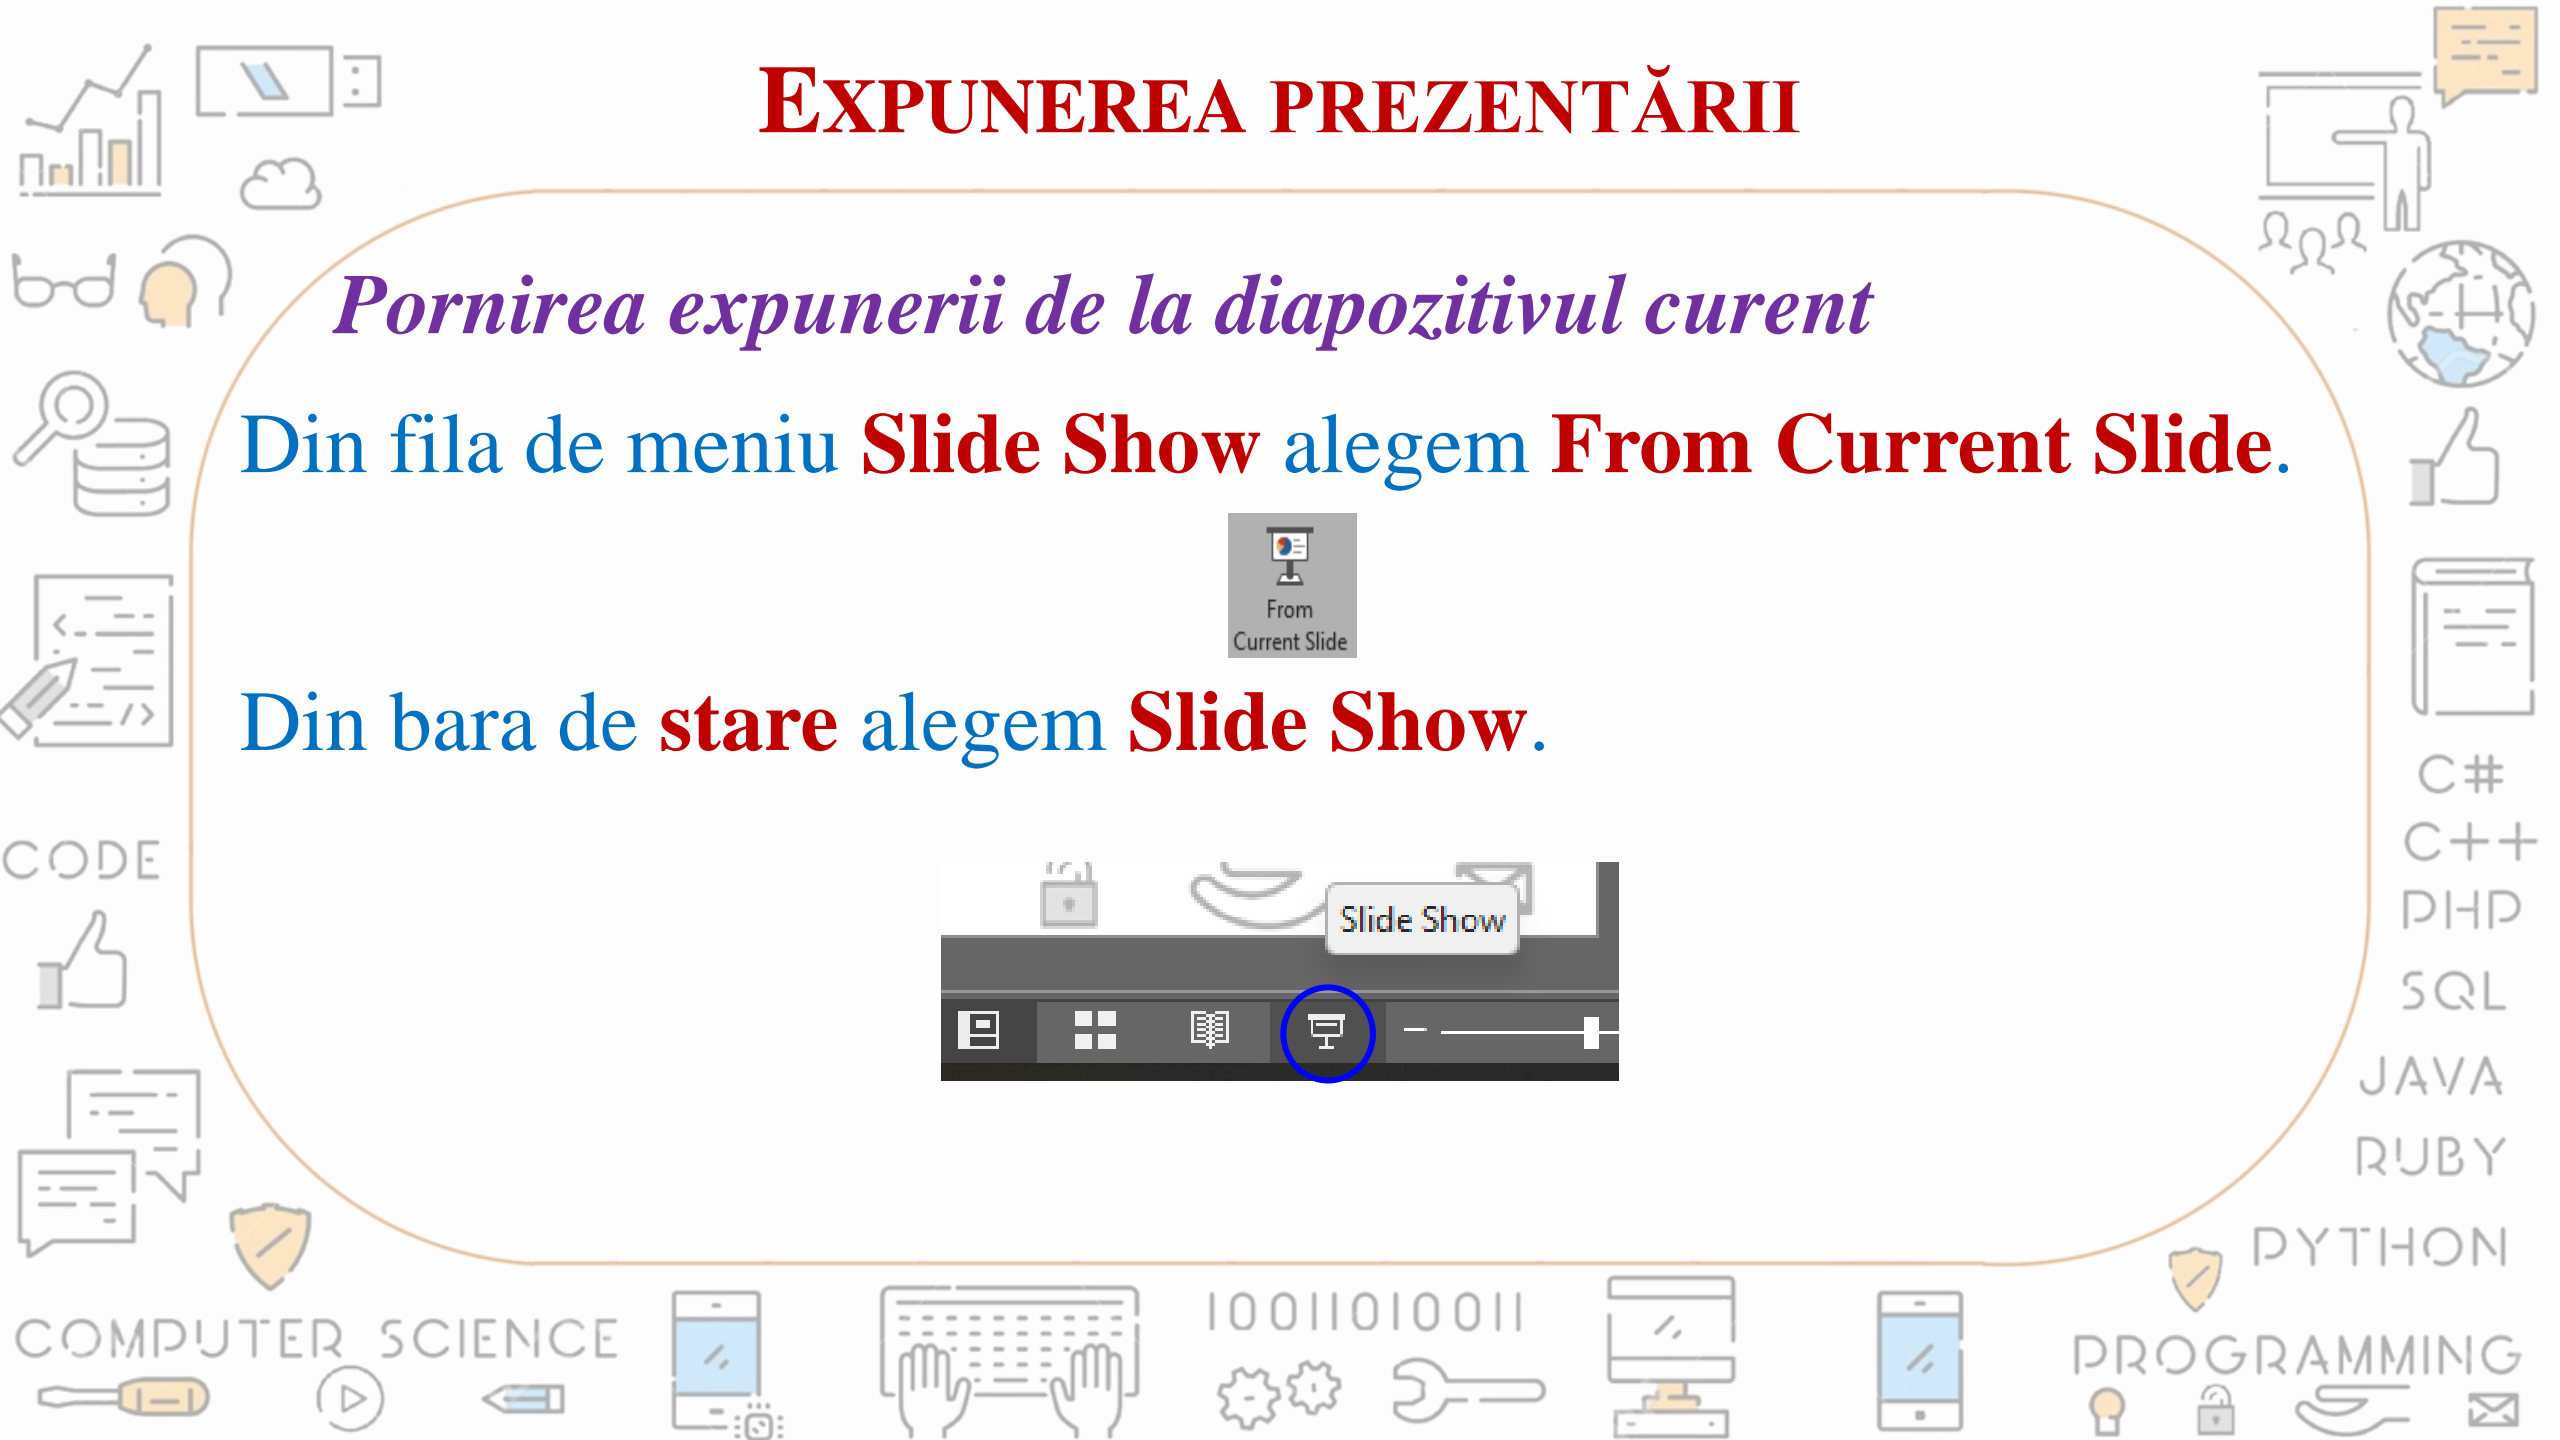 EXPUNEREA PREZENTĂRII
Pornirea expunerii de la diapozitivul curent
Din fila de meniu Slide Show alegem From Current Slide.
From
Current Slide
Din bara de stare alegem Slide Show.
Slide Show
CODE
C#
C++
PHP
SQL
JAVA
RUBY
PYTHON
COMPUTER SCIENCE
10011010011
PROGRAMMING